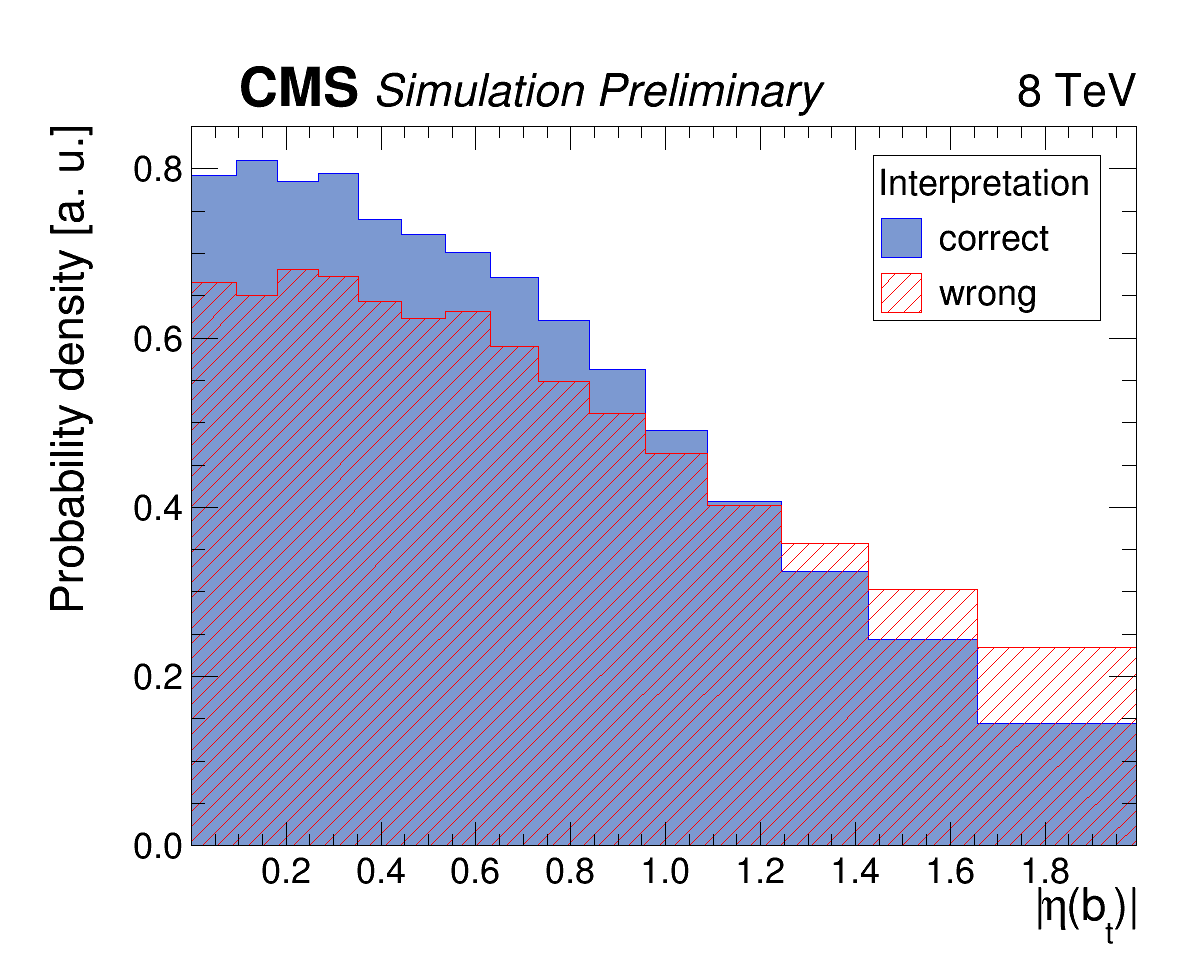 CMS Simulation Preliminary 8 TeV
Probability density [a. u.]
Interpretation
correct
wrong
0.8
0.6
0.4
0.2
0.0
0.2 0.4 0.6 0.8 1.0 1.2 1.4 1.6 1.8
|η(b_t)|